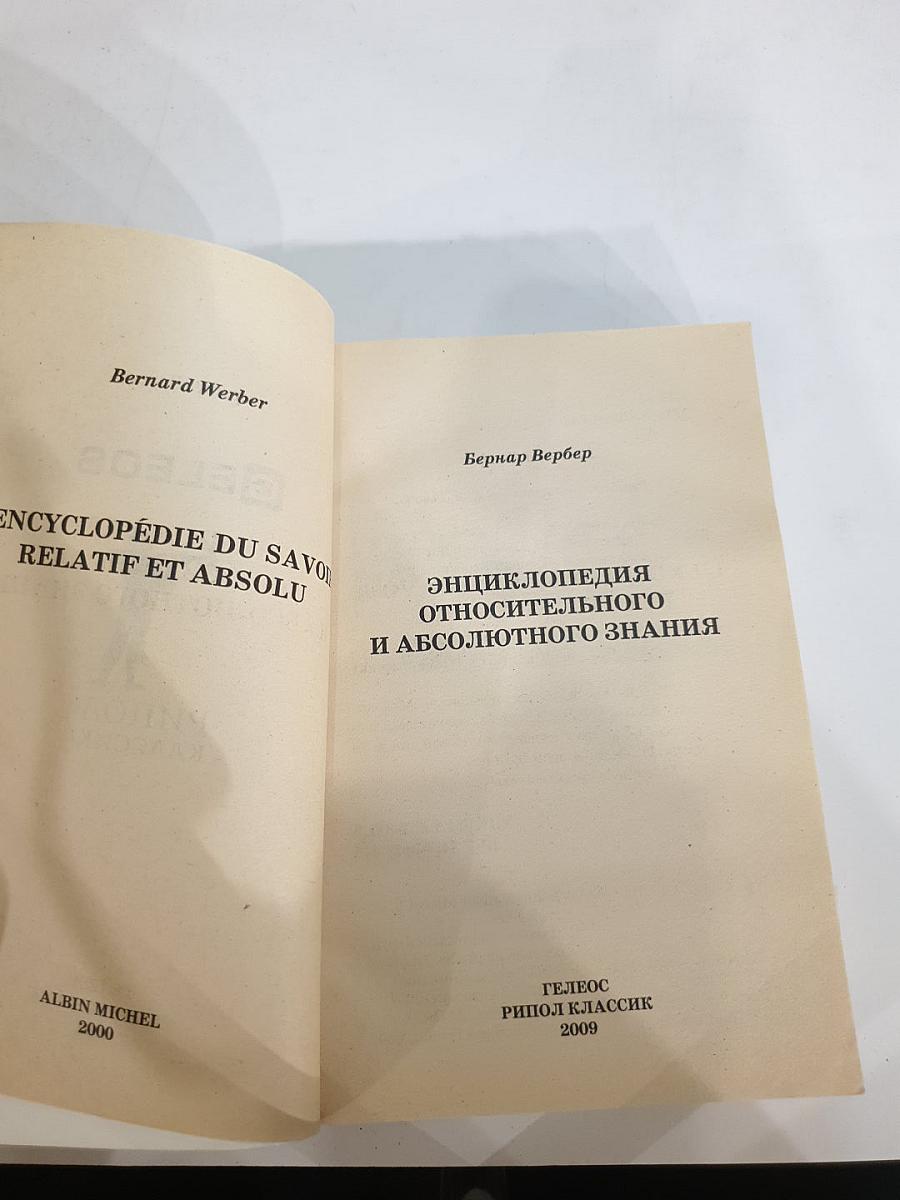 Bernard Werber
ENCYCLOPÉDIE DU SAVOIR
RELATIF ET ABSOLU
ALBIN MICHEL
2000
Бернар Вербер
ЭНЦИКЛОПЕДИЯ
ОТНОСИТЕЛЬНОГО
И АБСОЛЮТНОГО ЗНАНИЯ
ГЕЛЕОС
РИПОЛ КЛАССИК
2009